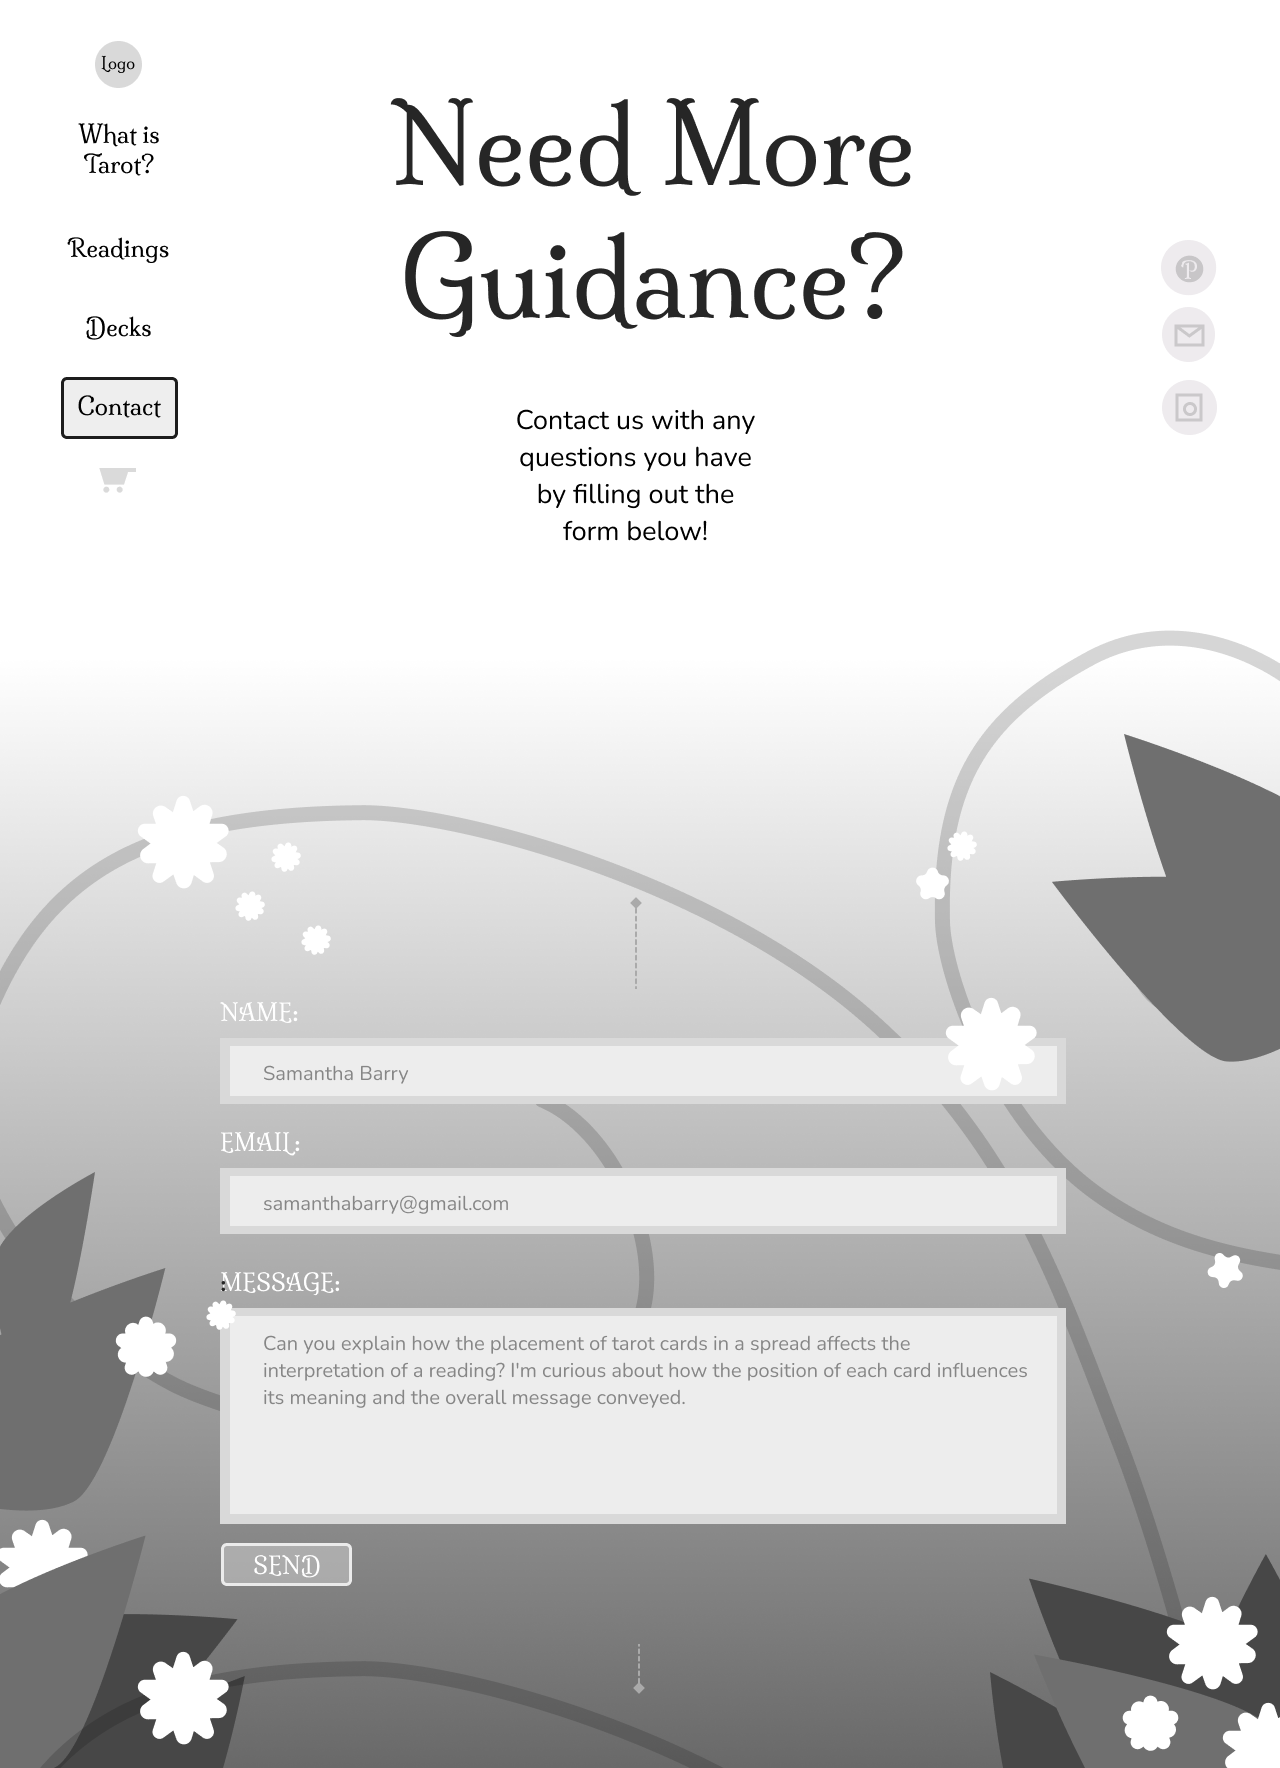 Logo
What is
Tarot?
Readings
Decks
Contact
Need More
Guidance?
Contact us with any
questions you have
by filling out the
form below!
NAME:
Samantha Barry
EMAIL:
samanthabarry@gmail.com
MESSAGE:
Can you explain how the placement of tarot cards in a spread affects the
interpretation of a reading? I'm curious about how the position of each card influences
its meaning and the overall message conveyed.
SEND